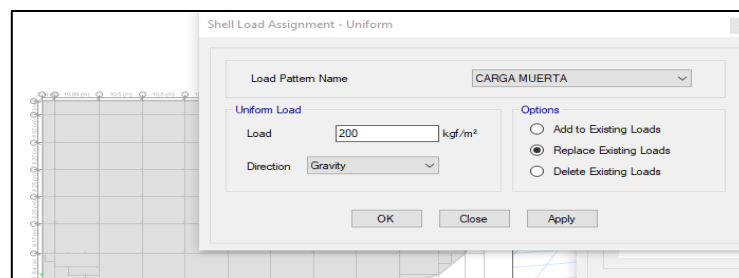 Shell Load Assignment - Uniform
Load Pattern Name CARGA MUERTA
Uniform Load
Load 200 kgf/m²
Direction Gravity
Options
Add to Existing Loads
Replace Existing Loads
Delete Existing Loads
OK Close Apply